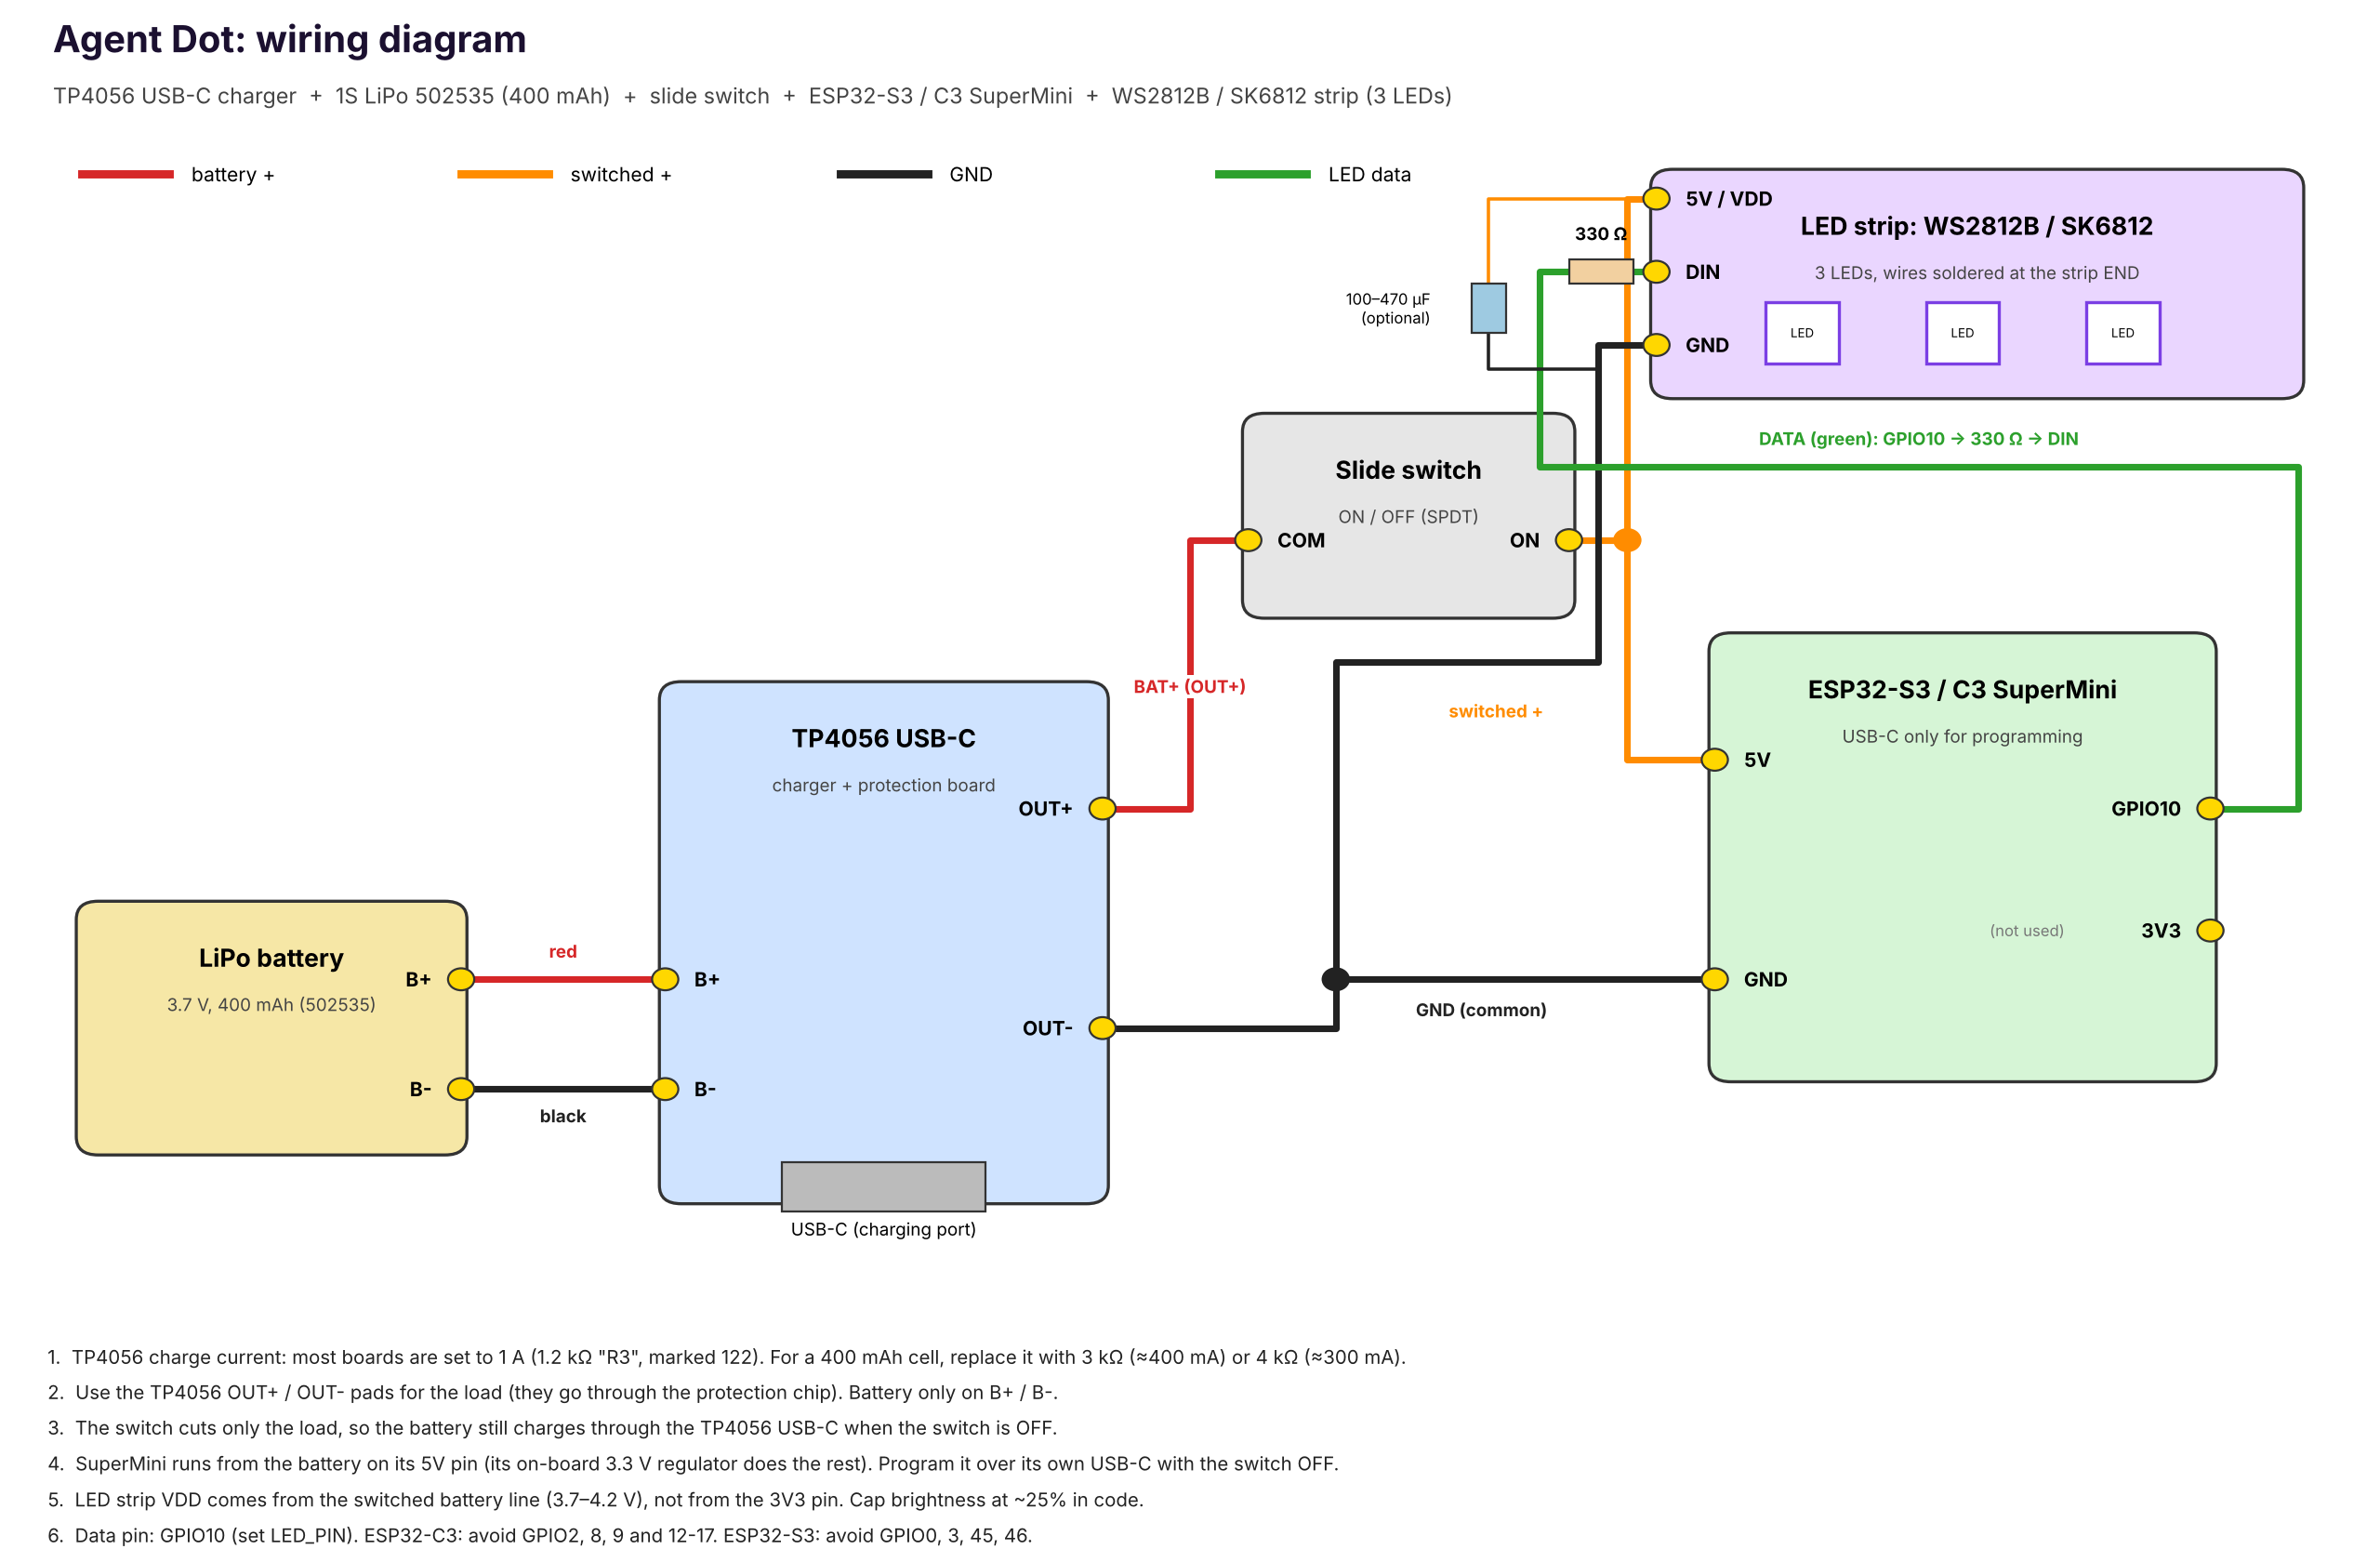 Agent Dot: wiring diagram
TP4056 USB-C charger + 1S LiPo 502535 (400 mAh) + slide switch + ESP32-S3 / C3 SuperMini + WS2812B / SK6812 strip (3 LEDs)
battery +
switched +
GND
LED data
5V / VDD
LED strip: WS2812B / SK6812
330 Ω
DIN
3 LEDs, wires soldered at the strip END
100–470 µF
(optional)
GND
LED
LED
LED
DATA (green): GPIO10 → 330 Ω → DIN
Slide switch
ON / OFF (SPDT)
COM
ON
BAT+ (OUT+)
switched +
ESP32-S3 / C3 SuperMini
USB-C only for programming
5V
GPIO10
(not used)
3V3
GND
GND (common)
TP4056 USB-C
charger + protection board
OUT+
B+
OUT-
B-
USB-C (charging port)
LiPo battery
3.7 V, 400 mAh (502535)
B+
B-
red
black
1. TP4056 charge current: most boards are set to 1 A (1.2 kΩ "R3", marked 122). For a 400 mAh cell, replace it with 3 kΩ (≈400 mA) or 4 kΩ (≈300 mA).
2. Use the TP4056 OUT+ / OUT- pads for the load (they go through the protection chip). Battery only on B+ / B-.
3. The switch cuts only the load, so the battery still charges through the TP4056 USB-C when the switch is OFF.
4. SuperMini runs from the battery on its 5V pin (its on-board 3.3 V regulator does the rest). Program it over its own USB-C with the switch OFF.
5. LED strip VDD comes from the switched battery line (3.7–4.2 V), not from the 3V3 pin. Cap brightness at ~25% in code.
6. Data pin: GPIO10 (set LED_PIN). ESP32-C3: avoid GPIO2, 8, 9 and 12-17. ESP32-S3: avoid GPIO0, 3, 45, 46.